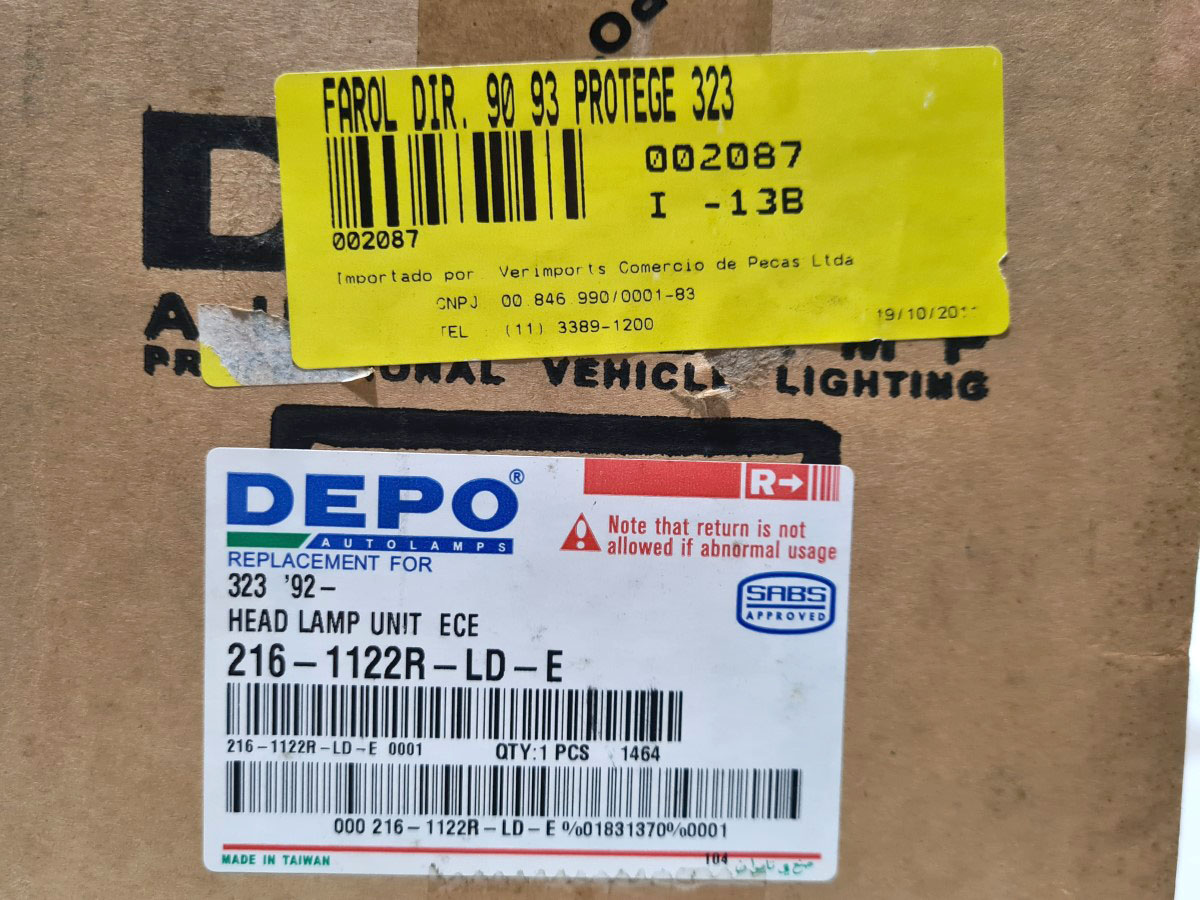 FAROL DIR. 90 93 PROTEGE 323
002087
I -13B
002087
Importado por Verimports Comercio de Pecas Ltda
CNPJ 00.846.990/0001-83
TEL (11) 3389-1200
19/10/20
VEHICL LIGHTING
DEPO®
AUTOLAMPS
R→
Note that return is not
allowed if abnormal usage
REPLACEMENT FOR
323 '92-
SABS
APPROVED
HEAD LAMP UNIT ECE
216-1122R-LD-E
216-1122R-LD-E 0001 QTY:1 PCS 1464
000 216-1122R-LD-E %01831370%0001
MADE IN TAIWAN 104